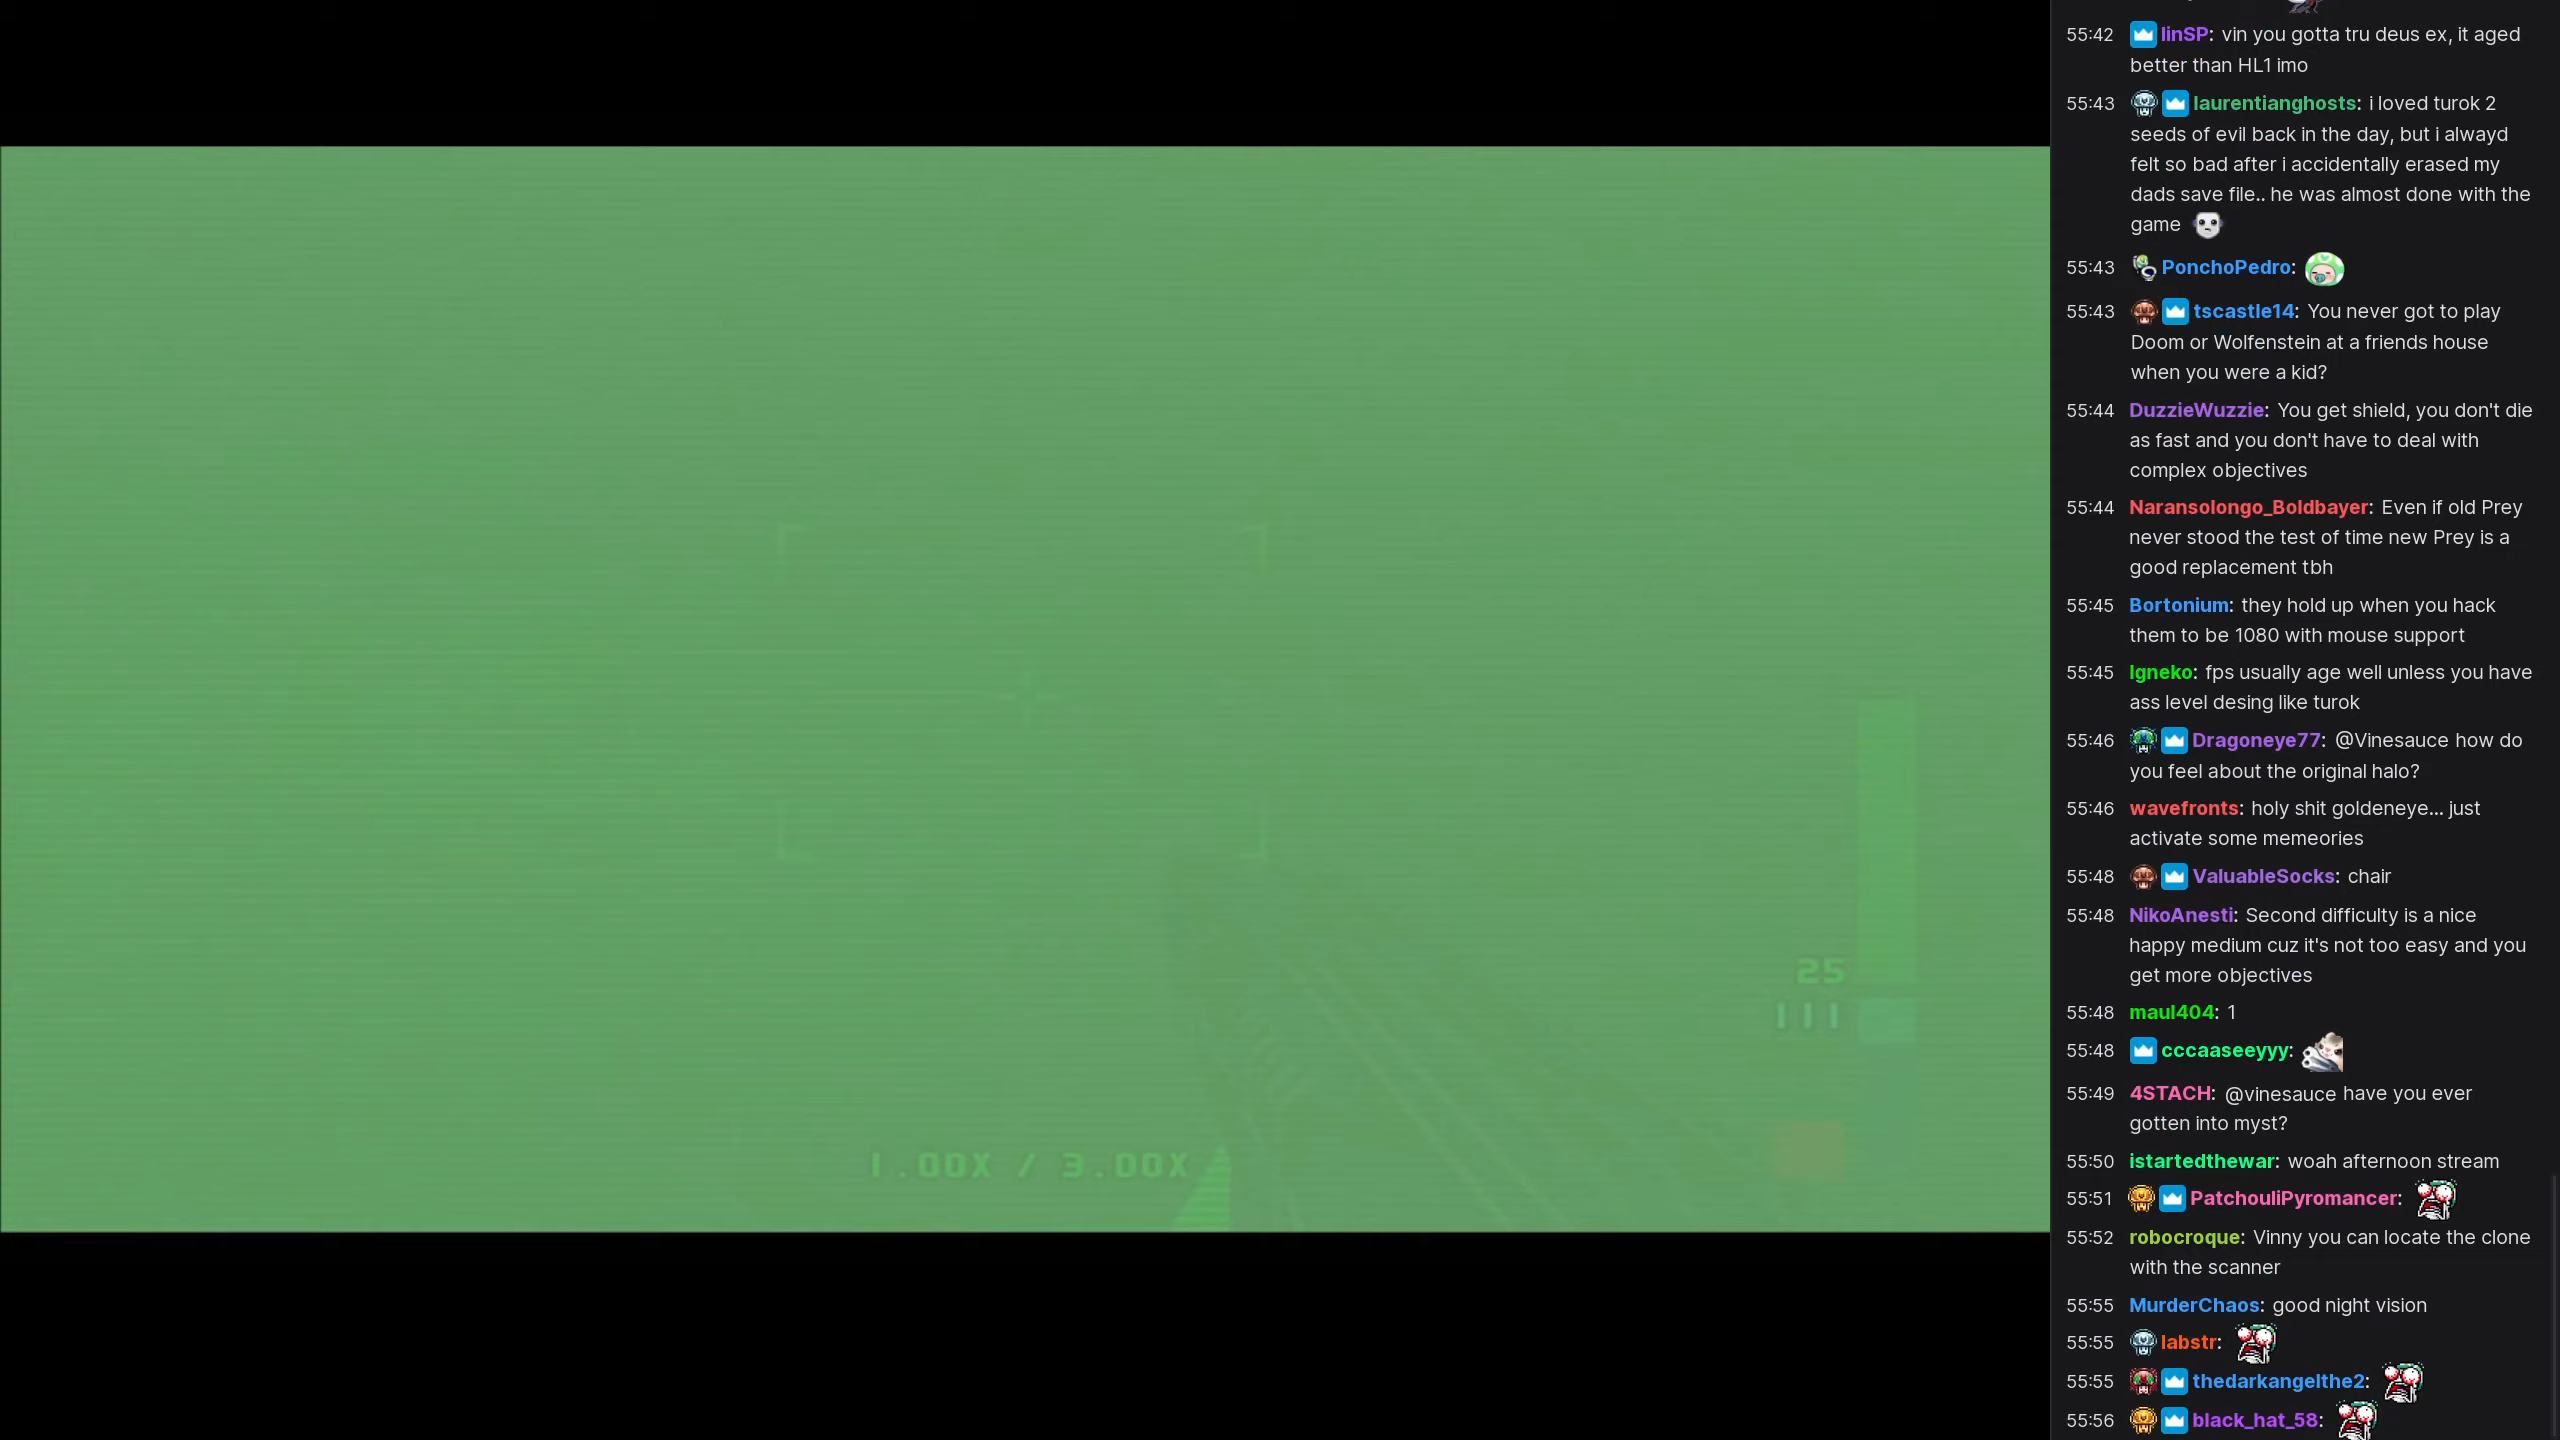 25
111
1.00X / 3.00X
55:42 linSP: vin you gotta tru deus ex, it aged
better than HL1 imo
55:43 laurentianghosts: i loved turok 2
seeds of evil back in the day, but i alwayd
felt so bad after i accidentally erased my
dads save file.. he was almost done with the
game
55:43 PonchoPedro:
55:43 tscastle14: You never got to play
Doom or Wolfenstein at a friends house
when you were a kid?
55:44 DuzzieWuzzie: You get shield, you don't die
as fast and you don't have to deal with
complex objectives
55:44 Naransolongo_Boldbayer: Even if old Prey
never stood the test of time new Prey is a
good replacement tbh
55:45 Bortonium: they hold up when you hack
them to be 1080 with mouse support
55:45 Igneko: fps usually age well unless you have
ass level desing like turok
55:46 Dragoneye77: @Vinesauce how do
you feel about the original halo?
55:46 wavefronts: holy shit goldeneye... just
activate some memeories
55:48 ValuableSocks: chair
55:48 NikoAnesti: Second difficulty is a nice
happy medium cuz it's not too easy and you
get more objectives
55:48 maul404: 1
55:48 cccaaseeyyy:
55:49 4STACH: @vinesauce have you ever
gotten into myst?
55:50 istartedthewar: woah afternoon stream
55:51 PatchouliPyromancer:
55:52 robocroque: Vinny you can locate the clone
with the scanner
55:55 MurderChaos: good night vision
55:55 labstr:
55:55 thedarkangelthe2:
55:56 black_hat_58: